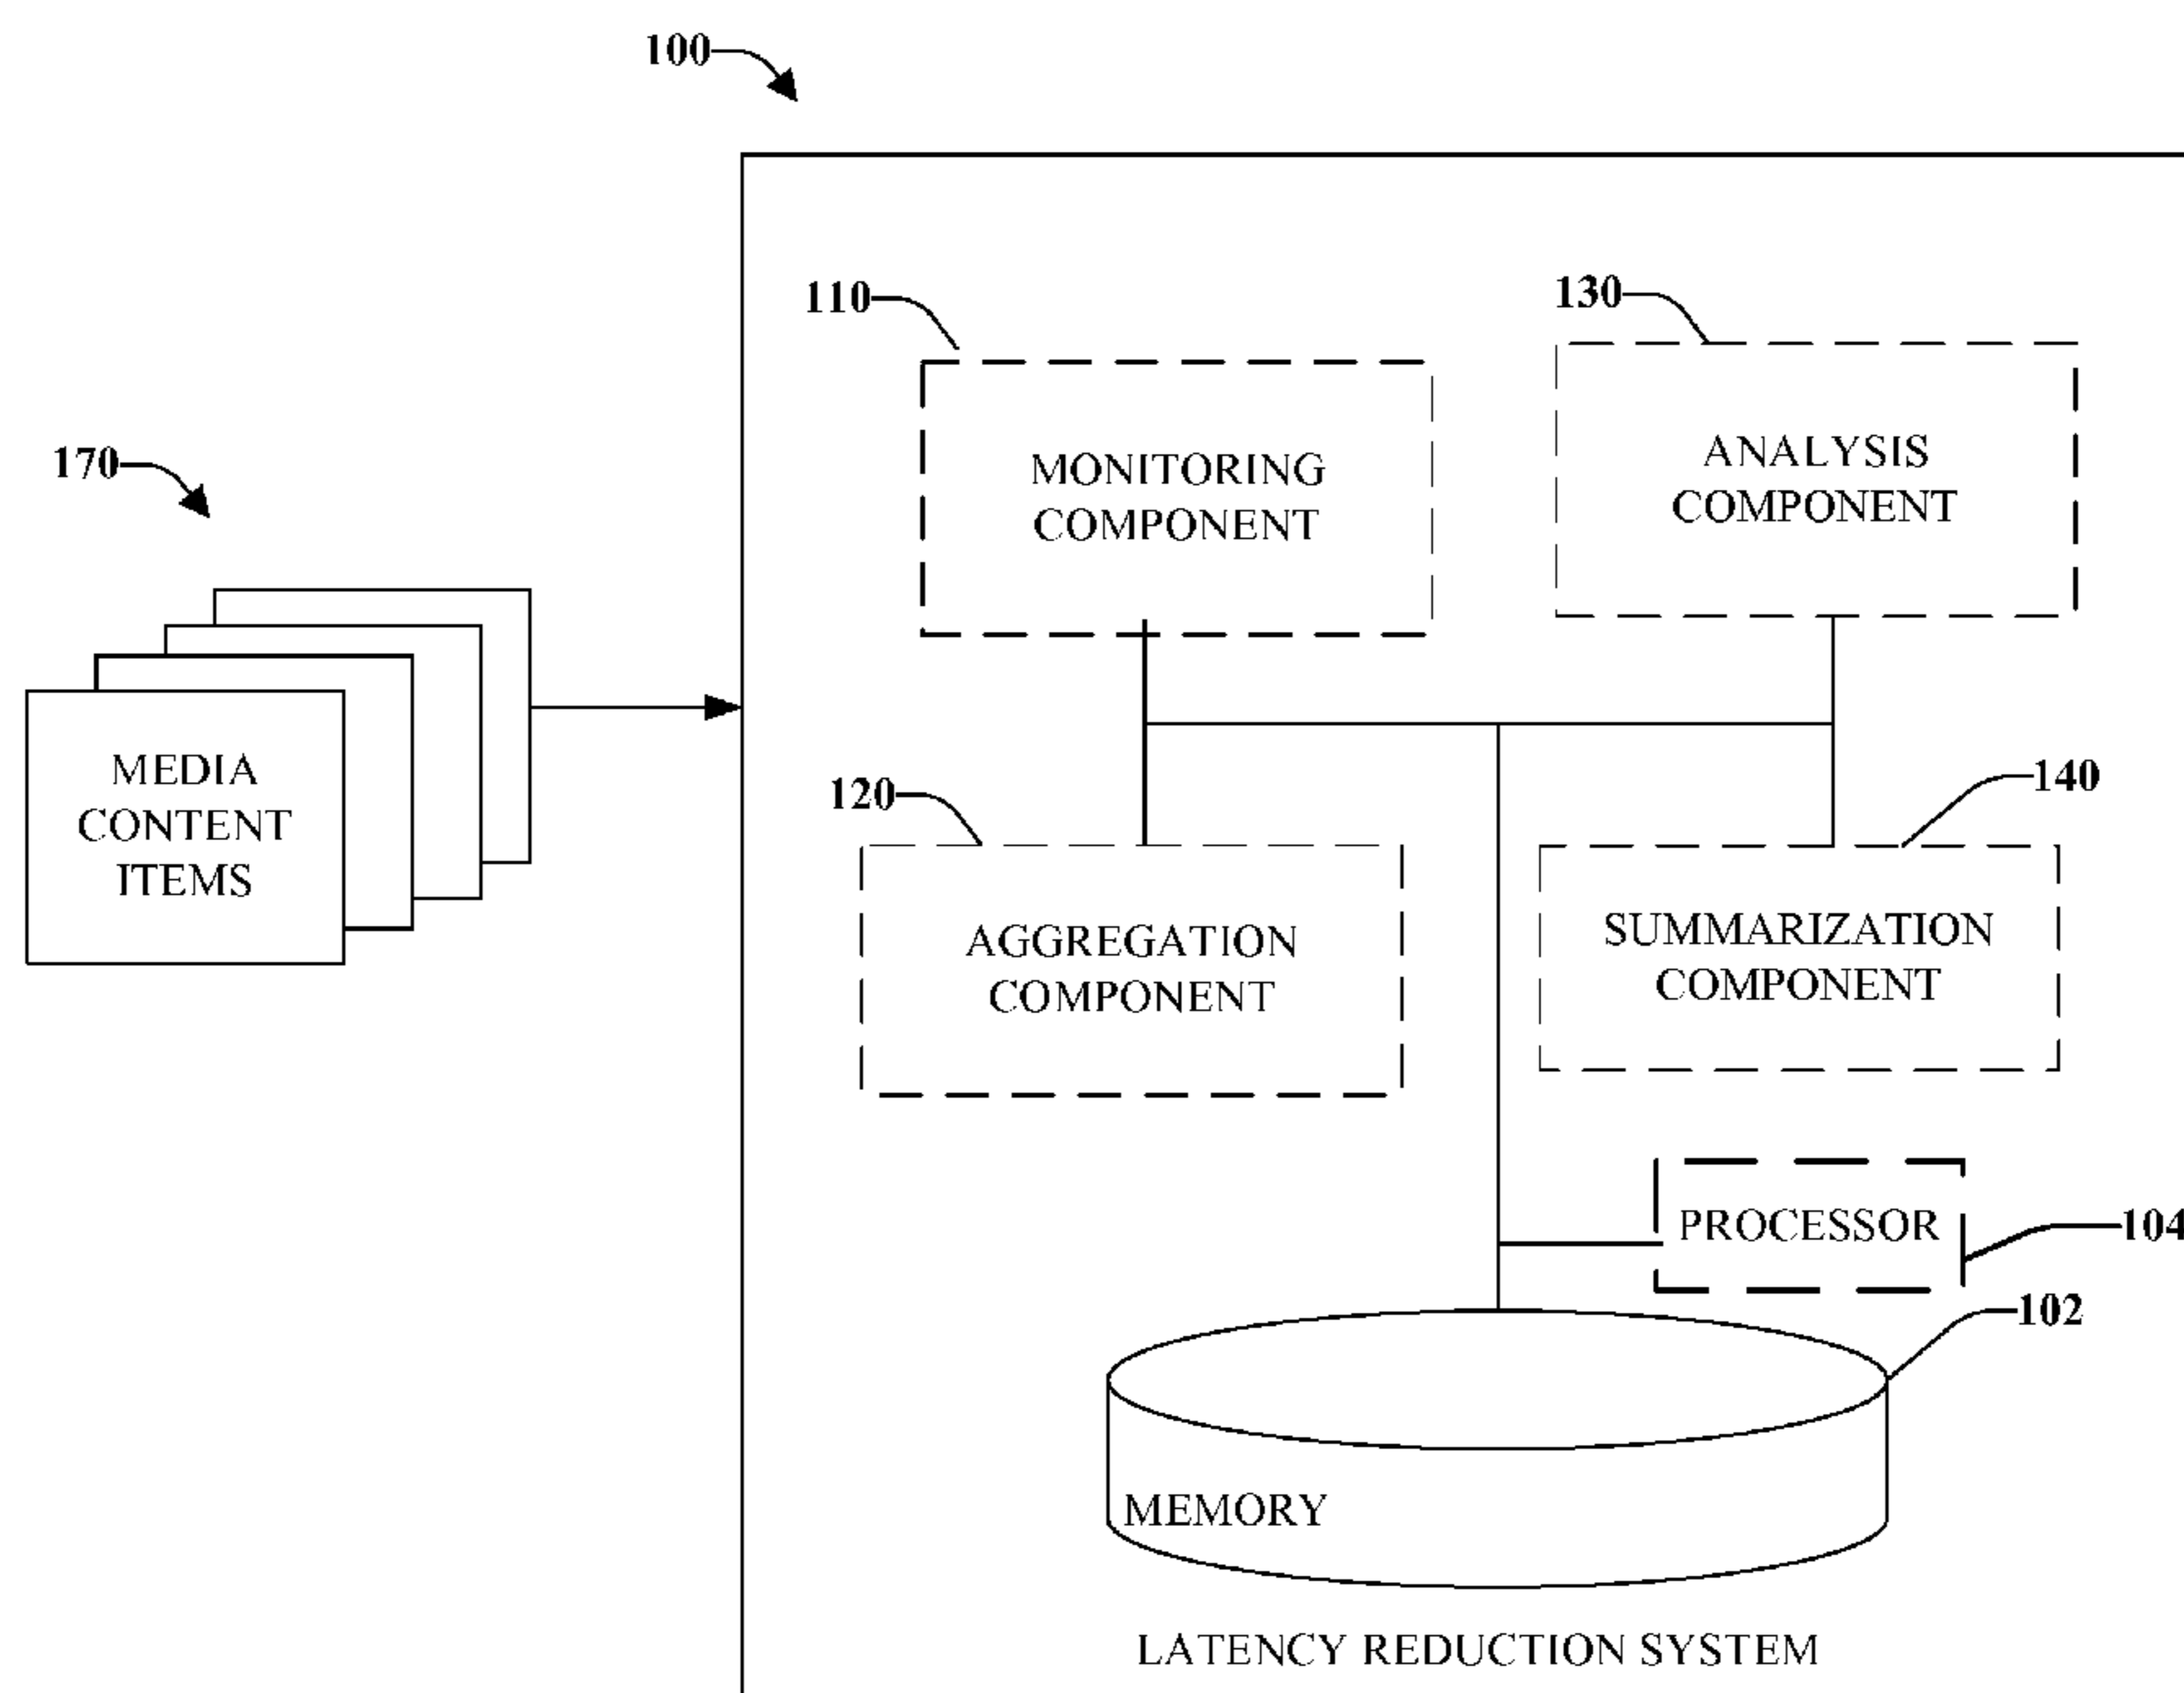 100
110
130
MONITORING
COMPONENT
ANALYSIS
COMPONENT
170
MEDIA
CONTENT
ITEMS
120
140
AGGREGATION
COMPONENT
SUMMARIZATION
COMPONENT
PROCESSOR
104
102
MEMORY
LATENCY REDUCTION SYSTEM